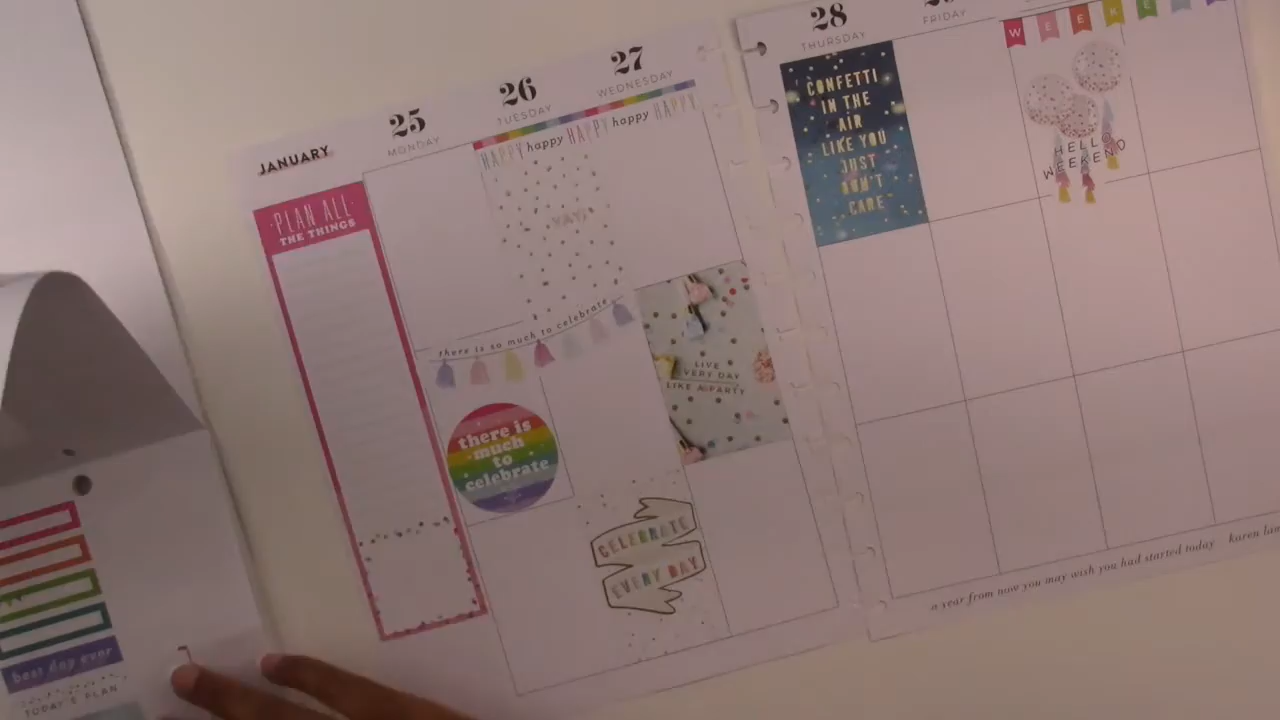 JANUARY
25
MONDAY
26
TUESDAY
27
WEDNESDAY
28
THURSDAY
FRIDAY
WEEKE
PLAN ALL
THE THINGS
HAPPY happy HAPPY happy HAPPY
YAY!
there is so much to celebrate
there is
much
to
celebrate
LIVE
EVERY DAY
LIKE A PARTY
CELEBRATE
EVERY DAY
CONFETTI
IN THE
AIR
LIKE YOU
JUST
DON'T
CARE
HELLO
WEEKEND
a year from now you may wish you had started today karen
best day ever
TODAY'S PLAN